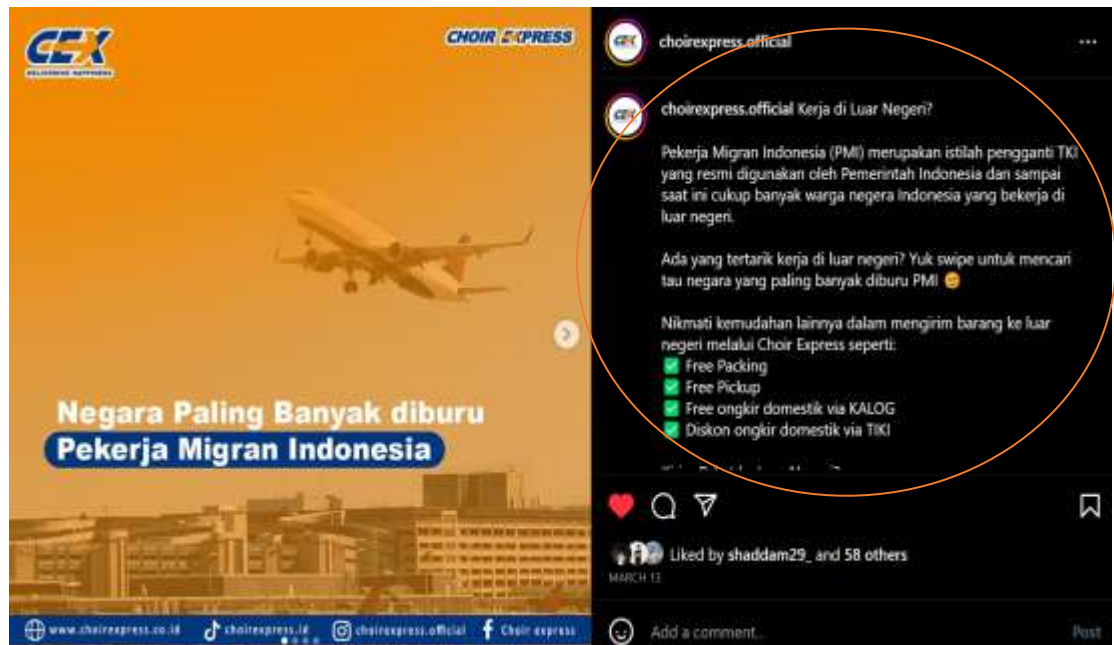 CEX
DELIVERING HAPPINESS
CHOIR EXPRESS
Negara Paling Banyak diburu
Pekerja Migran Indonesia
www.choirexpress.co.id
choirexpress.id
choirexpress.official
Choir express
choirexpress.official
choirexpress.official Kerja di Luar Negeri?
Pekerja Migran Indonesia (PMI) merupakan istilah pengganti TKI
yang resmi digunakan oleh Pemerintah Indonesia dan sampai
saat ini cukup banyak warga negera Indonesia yang bekerja di
luar negeri.
Ada yang tertarik kerja di luar negeri? Yuk swipe untuk mencari
tau negara yang paling banyak diburu PMI
Nikmati kemudahan lainnya dalam mengirim barang ke luar
negeri melalui Choir Express seperti:
✅ Free Packing
✅ Free Pickup
✅ Free ongkir domestik via KALOG
✅ Diskon ongkir domestik via TIKI
Liked by shaddam29_ and 58 others
MARCH 13
Add a comment...
Post